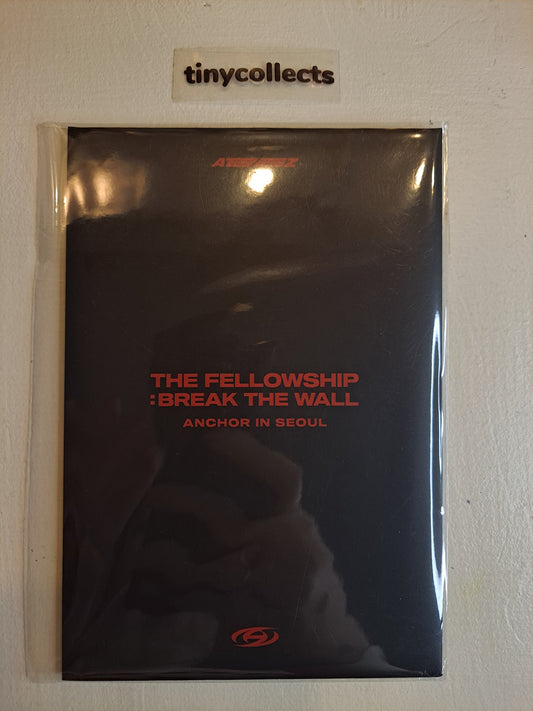 tinycollects
ATEEZ
THE FELLOWSHIP
:BREAK THE WALL
ANCHOR IN SEOUL